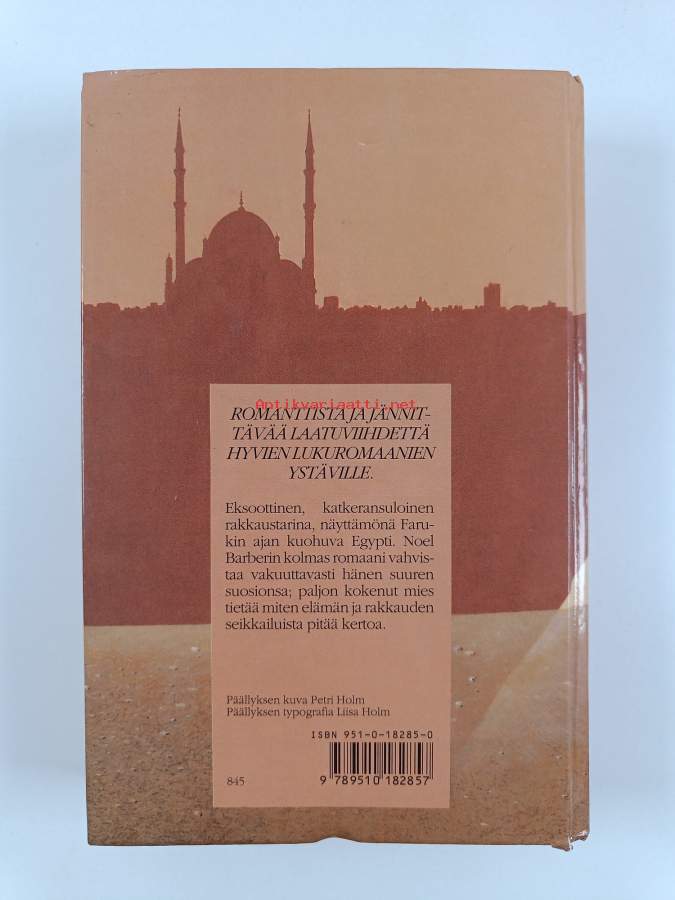 Antikvariaatti.net
ROMANTTISTA JA JÄNNIT-
TÄVÄÄ LAATUVIIHDETTÄ
HYVIEN LUKUROMAANIEN
YSTÄVILLE.
Eksoottinen, katkeransuloinen
rakkaustarina, näyttämönä Faru-
kin ajan kuohuva Egypti. Noel
Barberin kolmas romaani vahvis-
taa vakuuttavasti hänen suuren
suosionsa; paljon kokenut mies
tietää miten elämän ja rakkauden
seikkailuista pitää kertoa.
Päällyksen kuva Petri Holm
Päällyksen typografia Liisa Holm
ISBN 951-0-18285-0
9 789510 182857
845